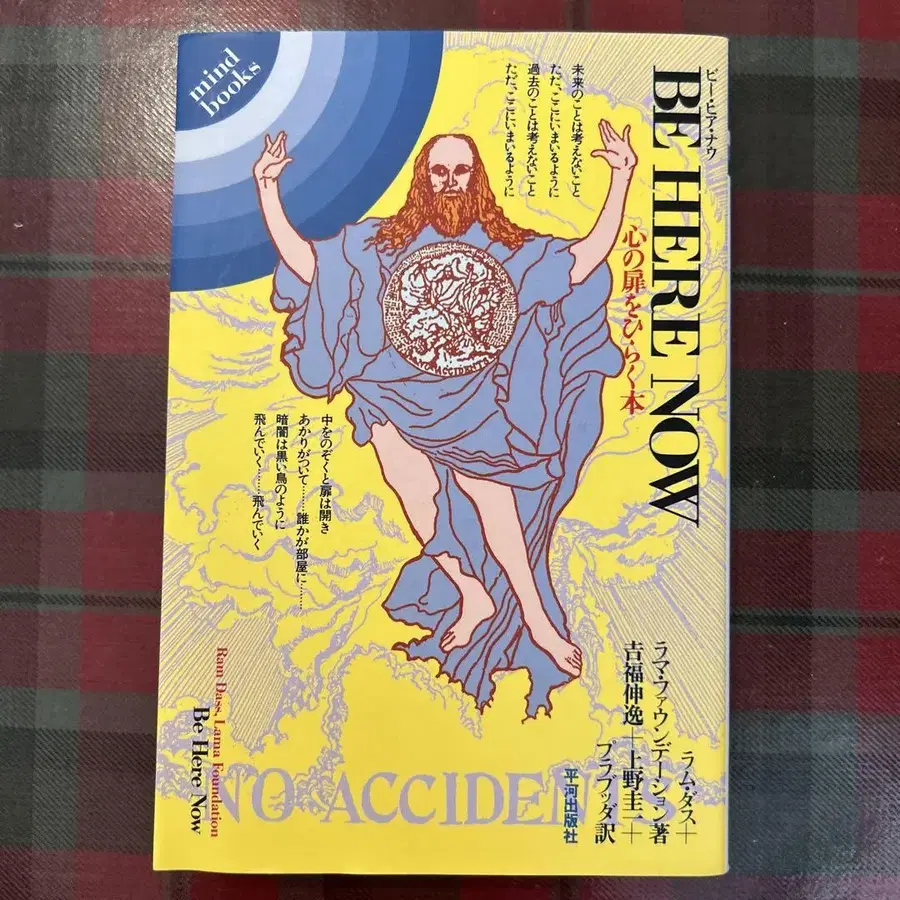 mind
books
ビー・ヒア・ナウ
BE HERE NOW
心の扉をひらく本
未来のことは考えないこと
ただ、ここにいまいるように
過去のことは考えないこと
ただ、ここにいまいるように
NO ACCIDENTS
中をのぞくと扉は開き
あかりがついて………誰かが部屋に……
暗闇は黒い鳥のように
飛んでいく………飛んでいく
ラム・ダス＋
ラマ・ファウンデーション著
吉福伸逸＋上野圭一＋
プラブッダ訳
平河出版社
Ram Dass, Lama Foundation
Be Here Now
NO ACCIDENT